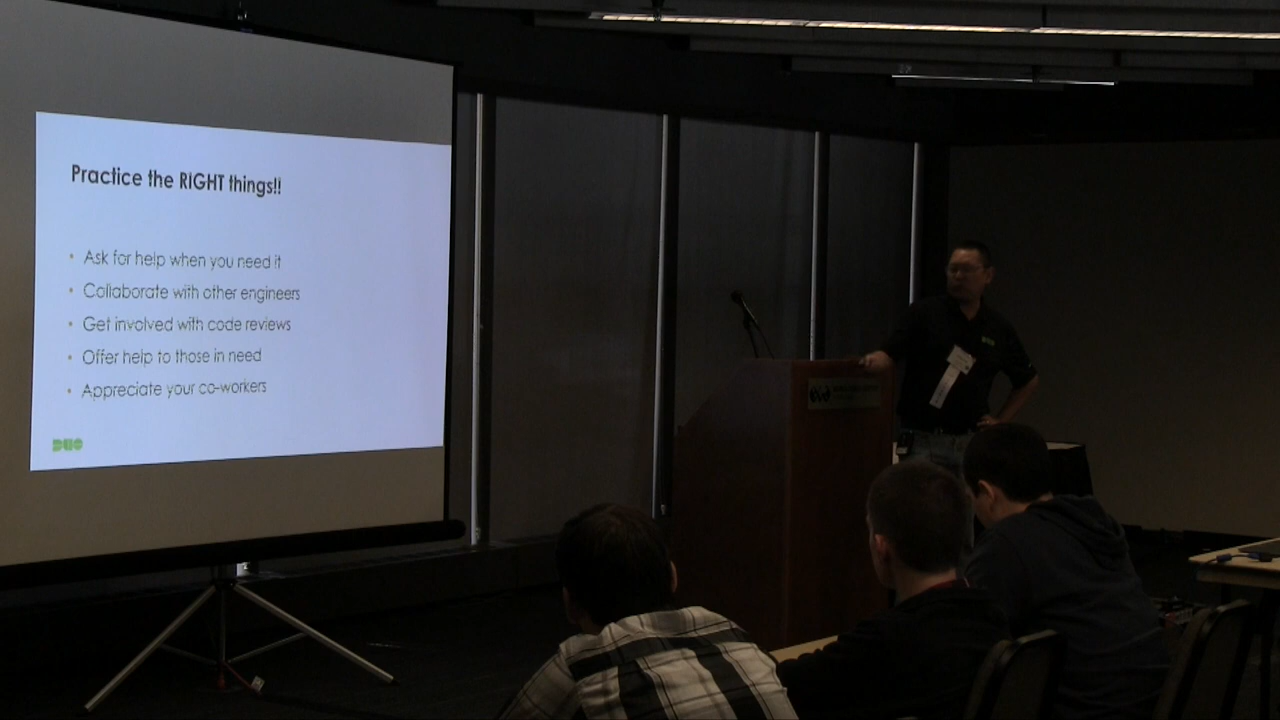 Practice the RIGHT things!!
• Ask for help when you need it
• Collaborate with other engineers
• Get involved with code reviews
• Offer help to those in need
• Appreciate your co-workers
DUO